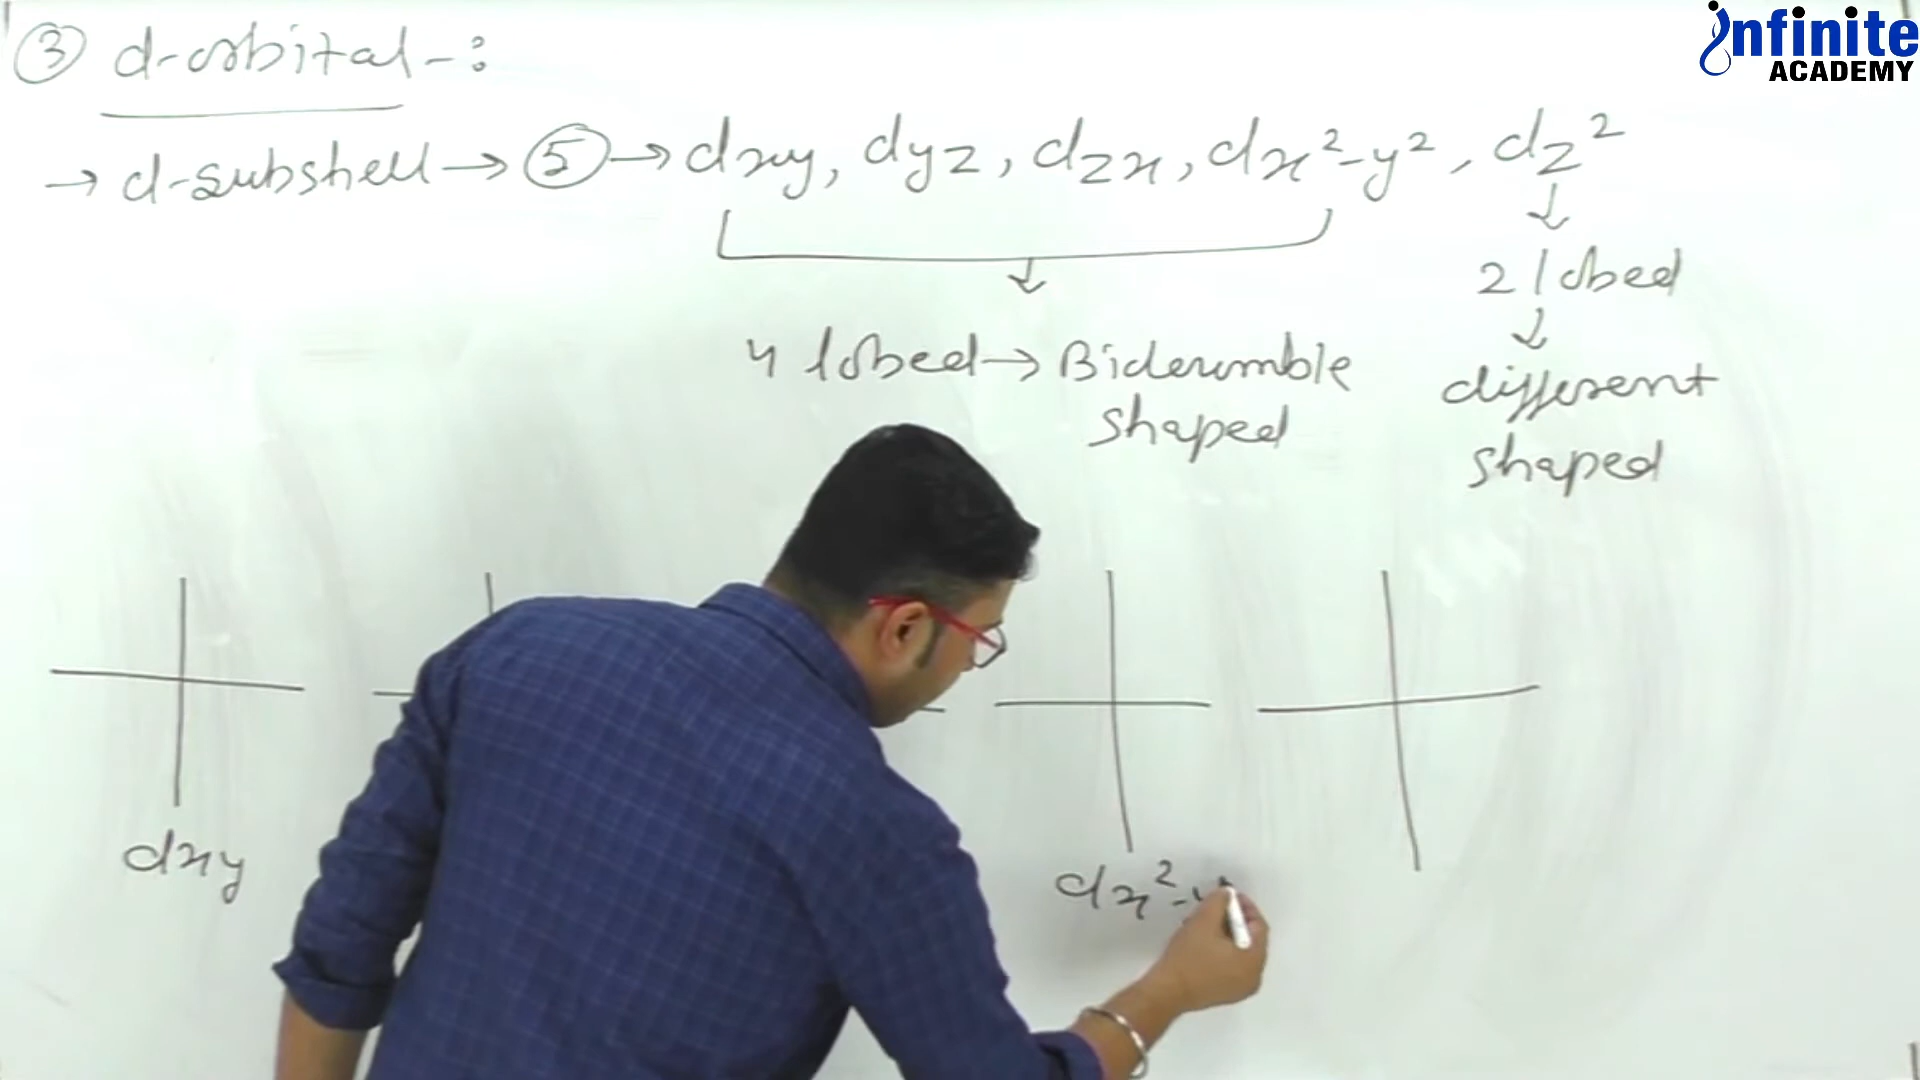 ③ d-orbital-:
→ d-subshell → ⑤ → dxy, dyz, dzx, dx²-y², dz²
2 lobed
4 lobed → Bidumble shaped
different shaped
dxy
dx²-y
Infinite ACADEMY